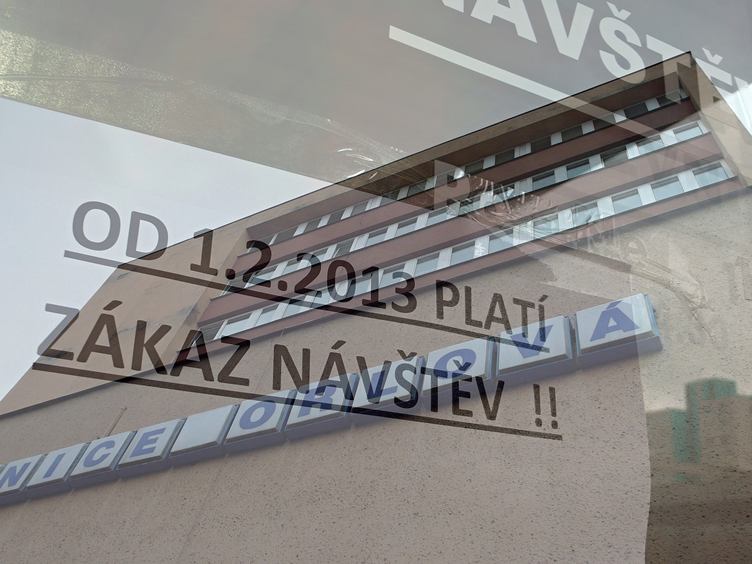 NÁVŠTĚ
OD 1.2.2013 PLATÍ
ZÁKAZ NÁVŠTĚV !!
NICE ORLOVÁ